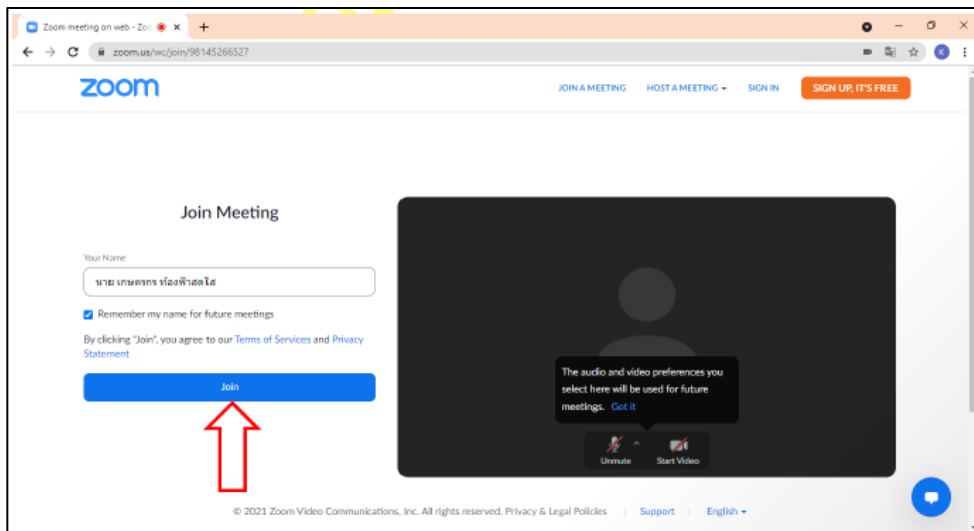 Zoom meeting on web - Zoo
zoom.us/wc/join/98145266527
K
zoom
JOIN A MEETING
HOST A MEETING
SIGN IN
SIGN UP, IT'S FREE
Join Meeting
Your Name
นาย เกษตรกร ท้องฟ้าสดใส
Remember my name for future meetings
By clicking "Join", you agree to our Terms of Services and Privacy
Statement
Join
The audio and video preferences you
select here will be used for future
meetings. Got it
Unmute
Start Video
© 2021 Zoom Video Communications, Inc. All rights reserved. Privacy & Legal Policies
Support
English